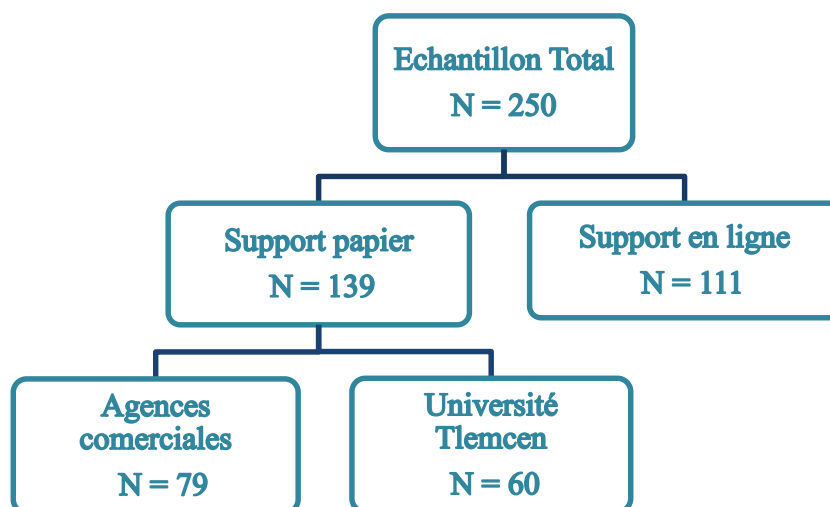 Echantillon Total
N = 250
Support papier
N = 139
Support en ligne
N = 111
Agences
comerciales
N = 79
Université
Tlemcen
N = 60